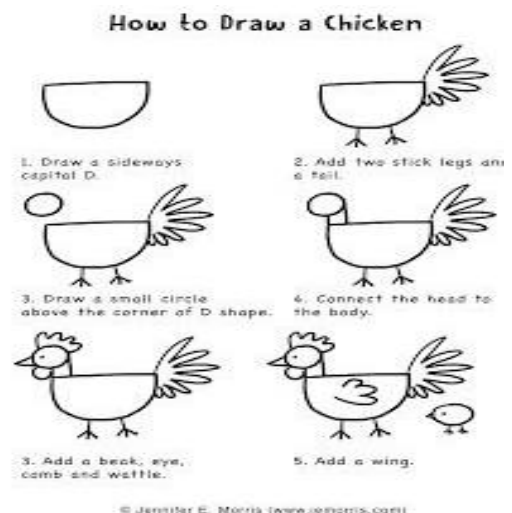 How to Draw a Chicken
1. Draw a sideways
capital D.
2. Add two stick legs an
a tail.
3. Draw a small circle
above the corner of D shape.
4. Connect the head to
the body.
3. Add a beak, eye,
comb and wattle.
5. Add a wing.
© Jennifer E. Morris (www.jemorris.com)